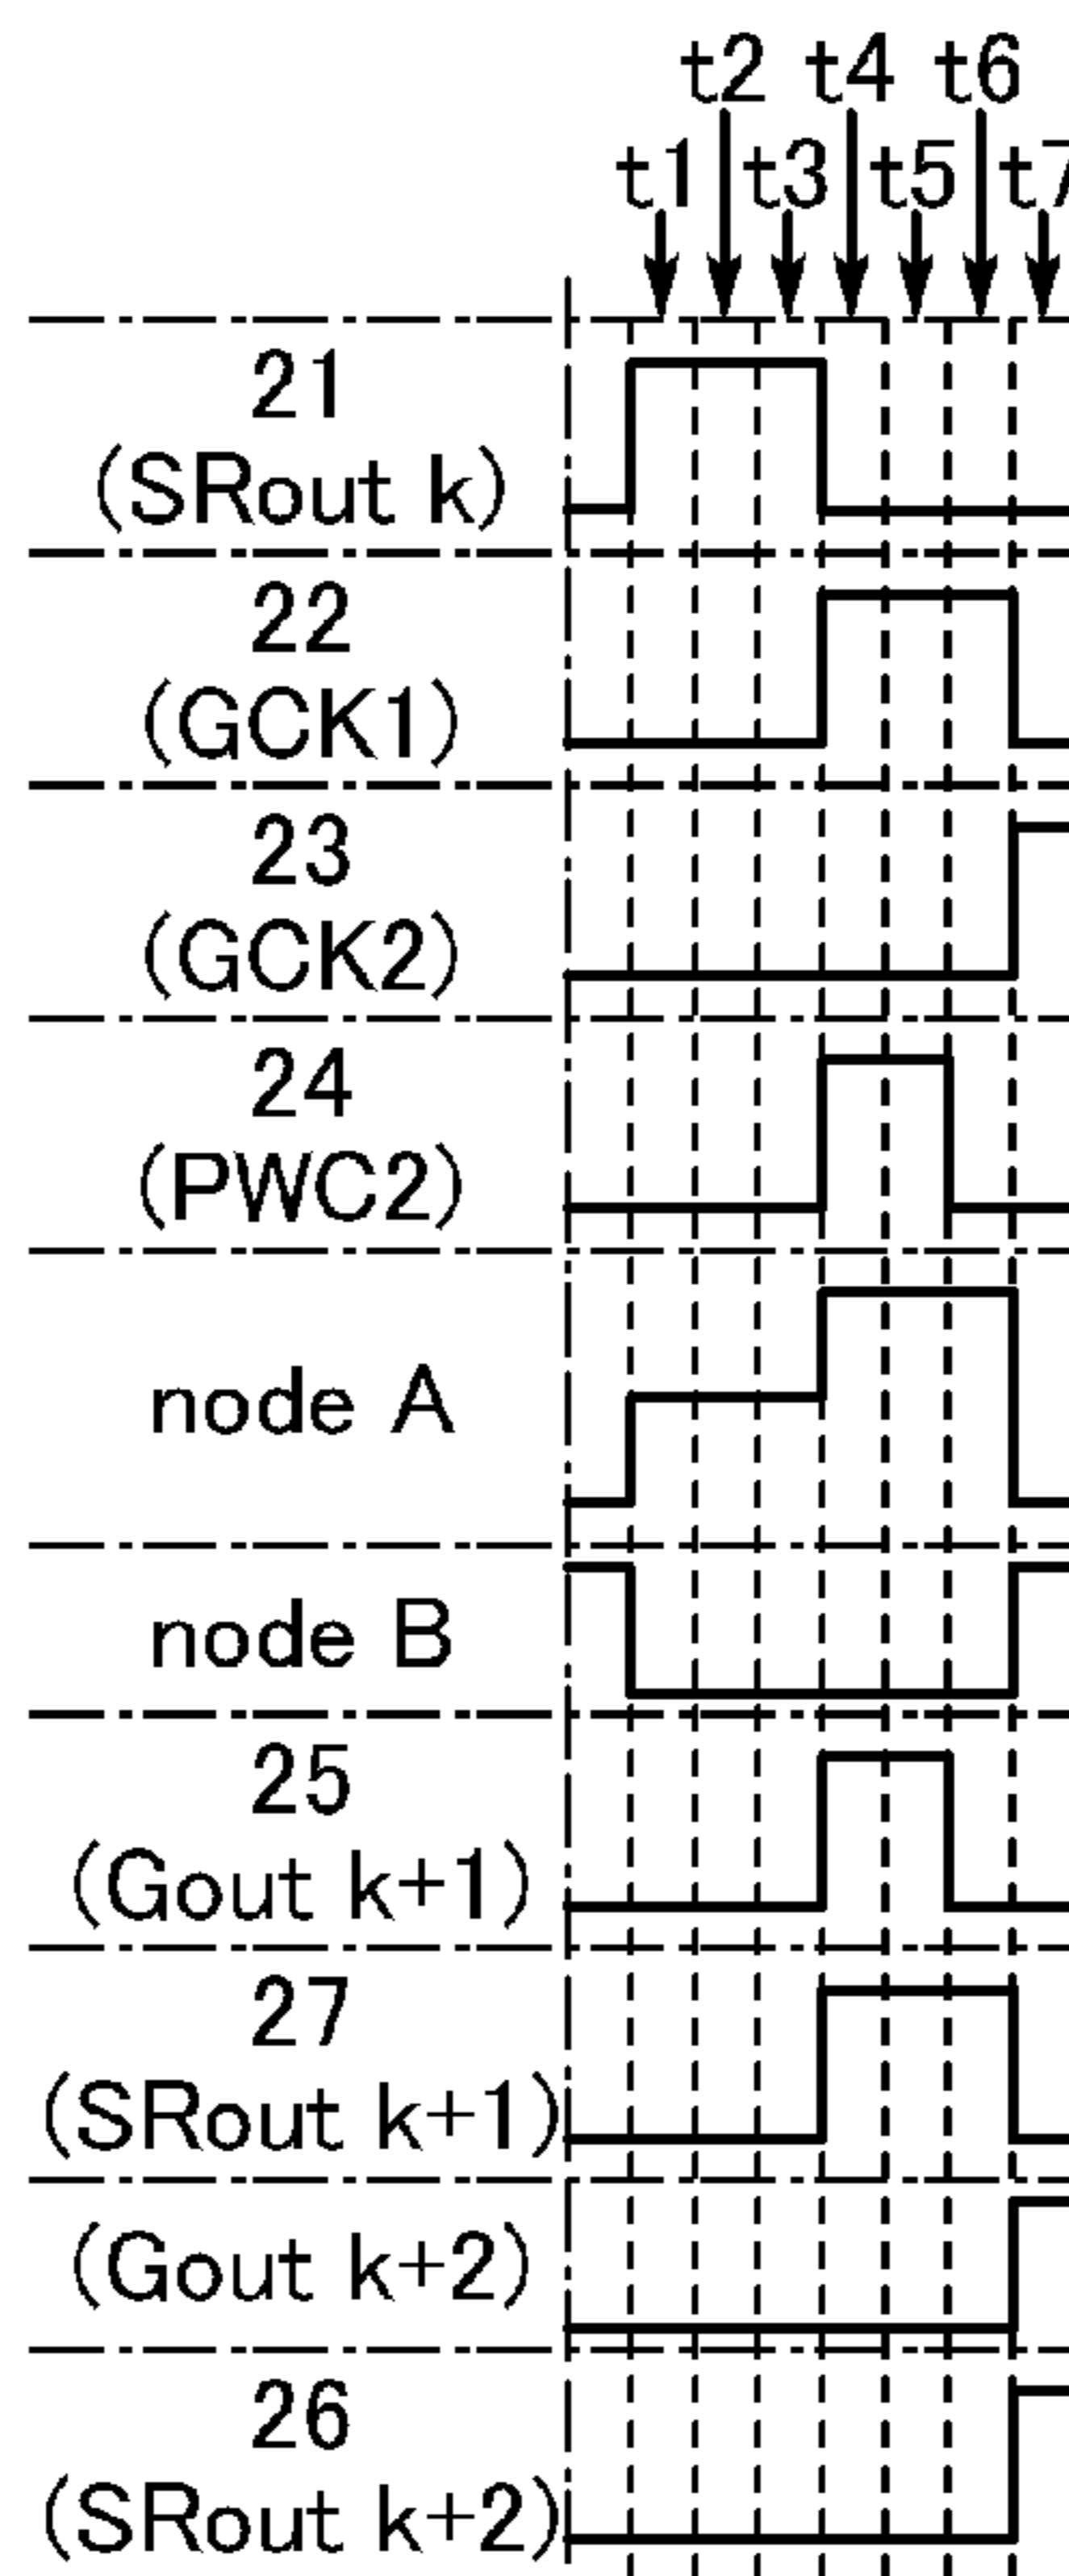 t2 t4 t6
t1 t3 t5 t7
21
(SRout k)
22
(GCK1)
23
(GCK2)
24
(PWC2)
node A
node B
25
(Gout k+1)
27
(SRout k+1)
(Gout k+2)
26
(SRout k+2)